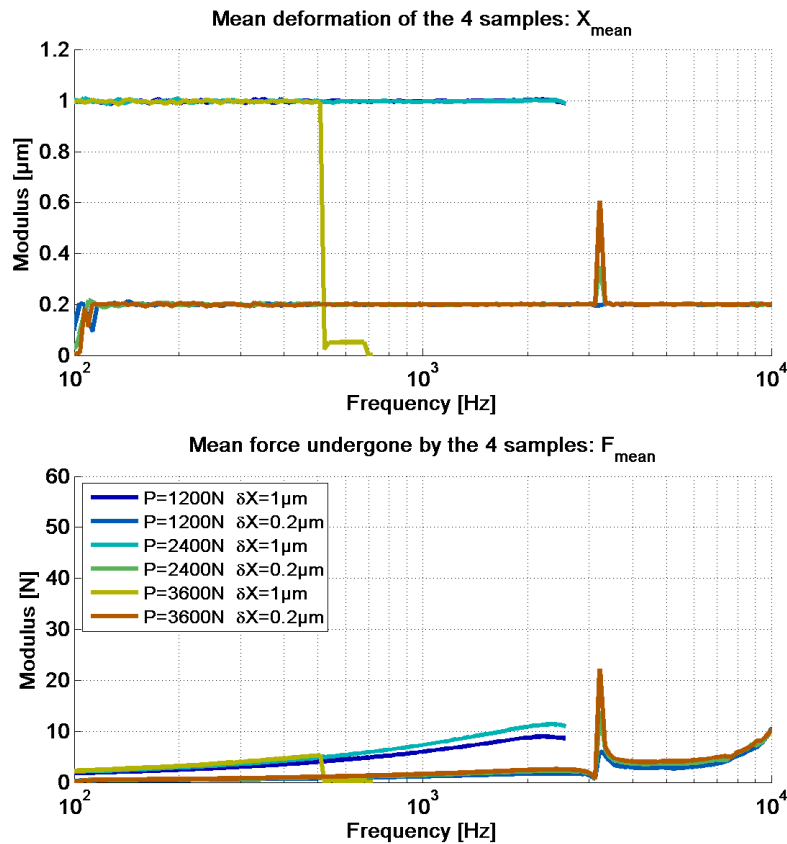 Mean deformation of the 4 samples: X_mean
Modulus [µm]
1.2
1
0.8
0.6
0.4
0.2
0
10^2
10^3
10^4
Frequency [Hz]
Mean force undergone by the 4 samples: F_mean
Modulus [N]
60
50
40
30
20
10
0
P=1200N δX=1µm
P=1200N δX=0.2µm
P=2400N δX=1µm
P=2400N δX=0.2µm
P=3600N δX=1µm
P=3600N δX=0.2µm
10^2
10^3
10^4
Frequency [Hz]